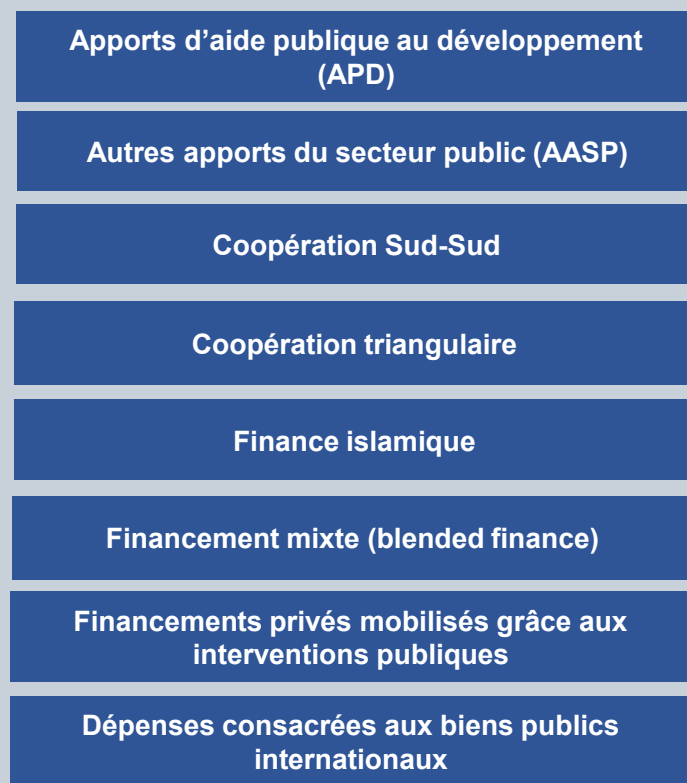 Apports d’aide publique au développement
(APD)
Autres apports du secteur public (AASP)
Coopération Sud-Sud
Coopération triangulaire
Finance islamique
Financement mixte (blended finance)
Financements privés mobilisés grâce aux
interventions publiques
Dépenses consacrées aux biens publics
internationaux